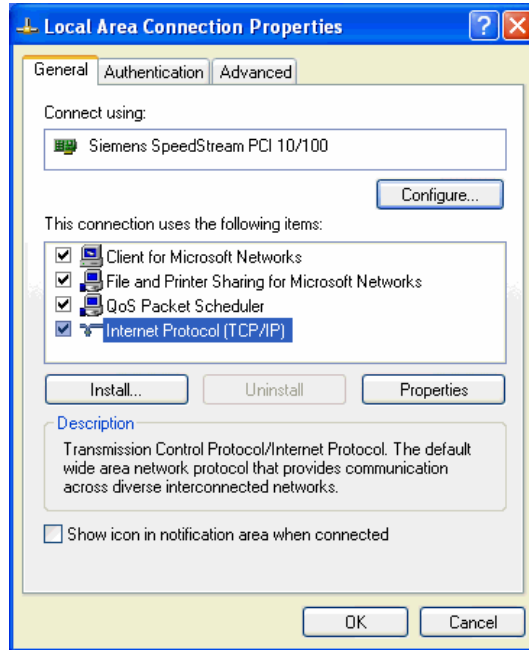 Local Area Connection Properties
General Authentication Advanced
Connect using:
Siemens SpeedStream PCI 10/100
Configure...
This connection uses the following items:
Client for Microsoft Networks
File and Printer Sharing for Microsoft Networks
QoS Packet Scheduler
Internet Protocol (TCP/IP)
Install... Uninstall Properties
Description
Transmission Control Protocol/Internet Protocol. The default
wide area network protocol that provides communication
across diverse interconnected networks.
Show icon in notification area when connected
OK Cancel